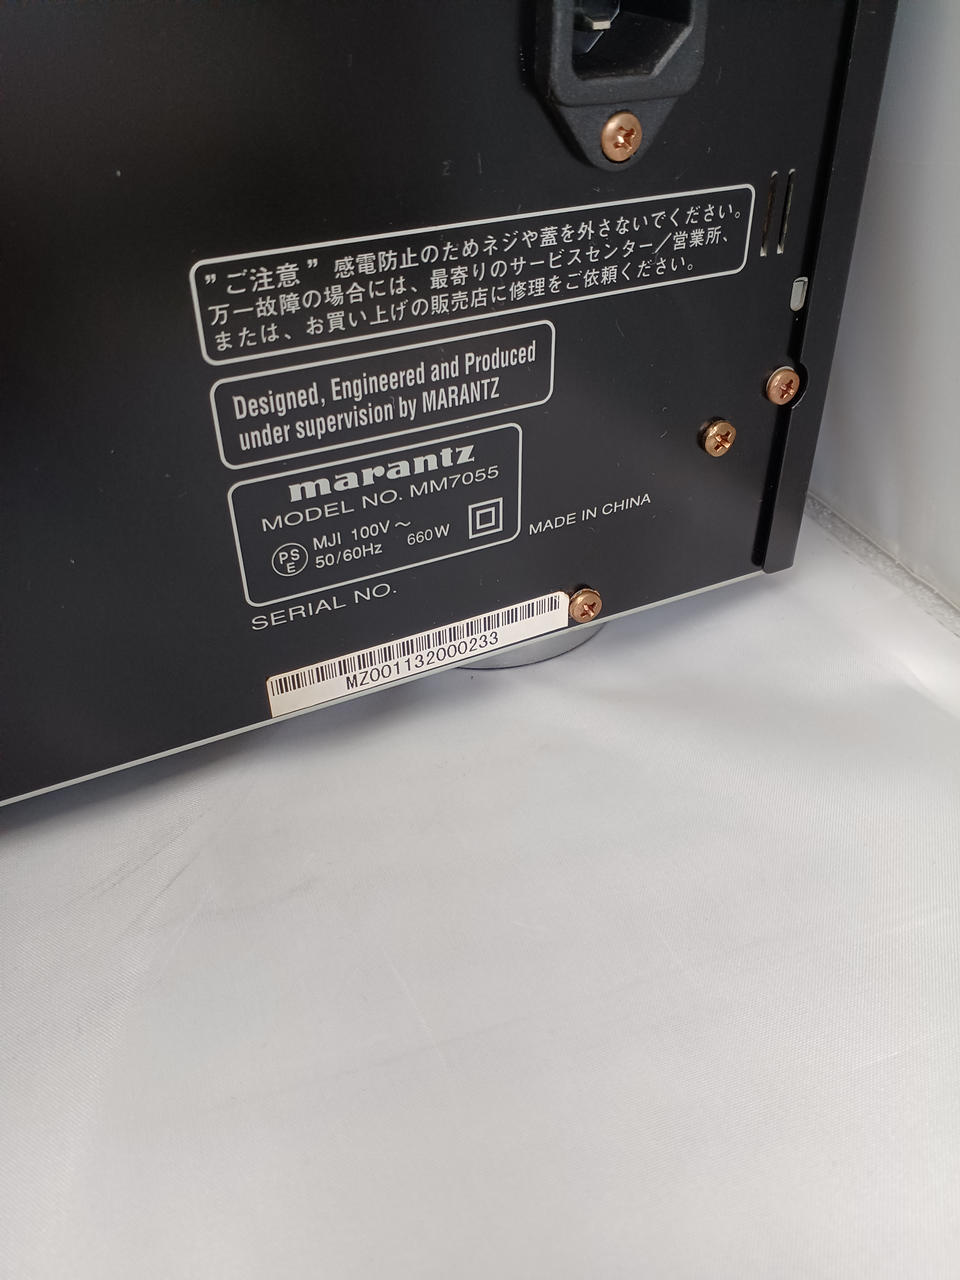 ”ご注意” 感電防止のためネジや蓋を外さないでください。
万一故障の場合には、最寄りのサービスセンター／営業所、
または、お買い上げの販売店に修理をご依頼ください。
Designed, Engineered and Produced
under supervision by MARANTZ
marantz
MODEL NO. MM7055
PS
E
MJI 100V～
50/60Hz 660W
MADE IN CHINA
SERIAL NO.
MZ001132000233